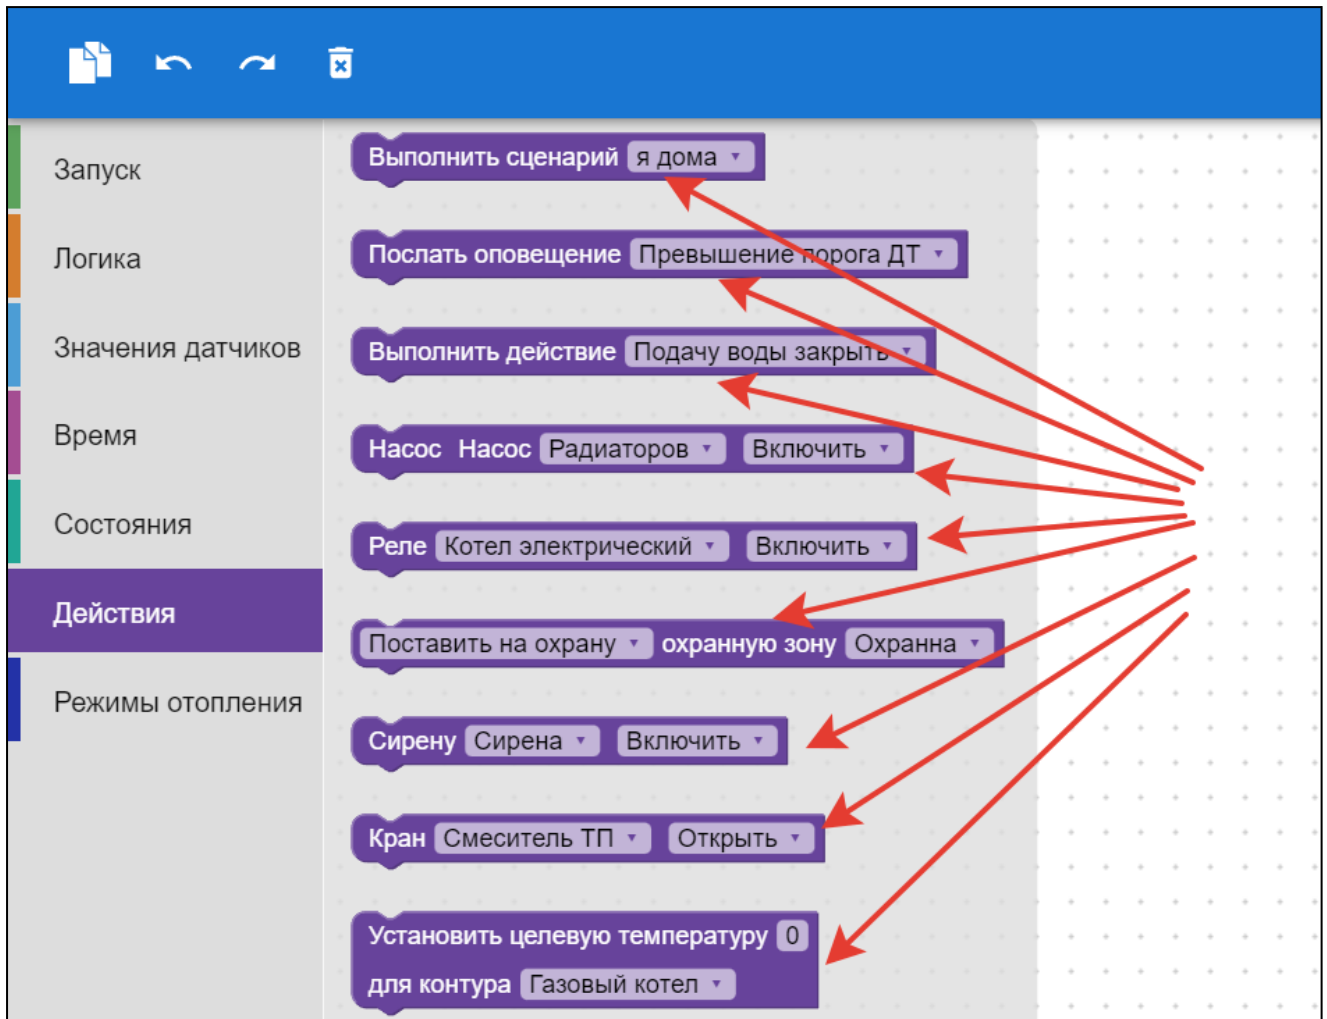 Запуск
Логика
Значения датчиков
Время
Состояния
Действия
Режимы отопления
Выполнить сценарий я дома
Послать оповещение Превышение порога ДТ
Выполнить действие Подачу воды закрыть
Насос Насос Радиаторов Включить
Реле Котел электрический Включить
Поставить на охрану охранную зону Охранна
Сирену Сирена Включить
Кран Смеситель ТП Открыть
Установить целевую температуру 0
для контура Газовый котел